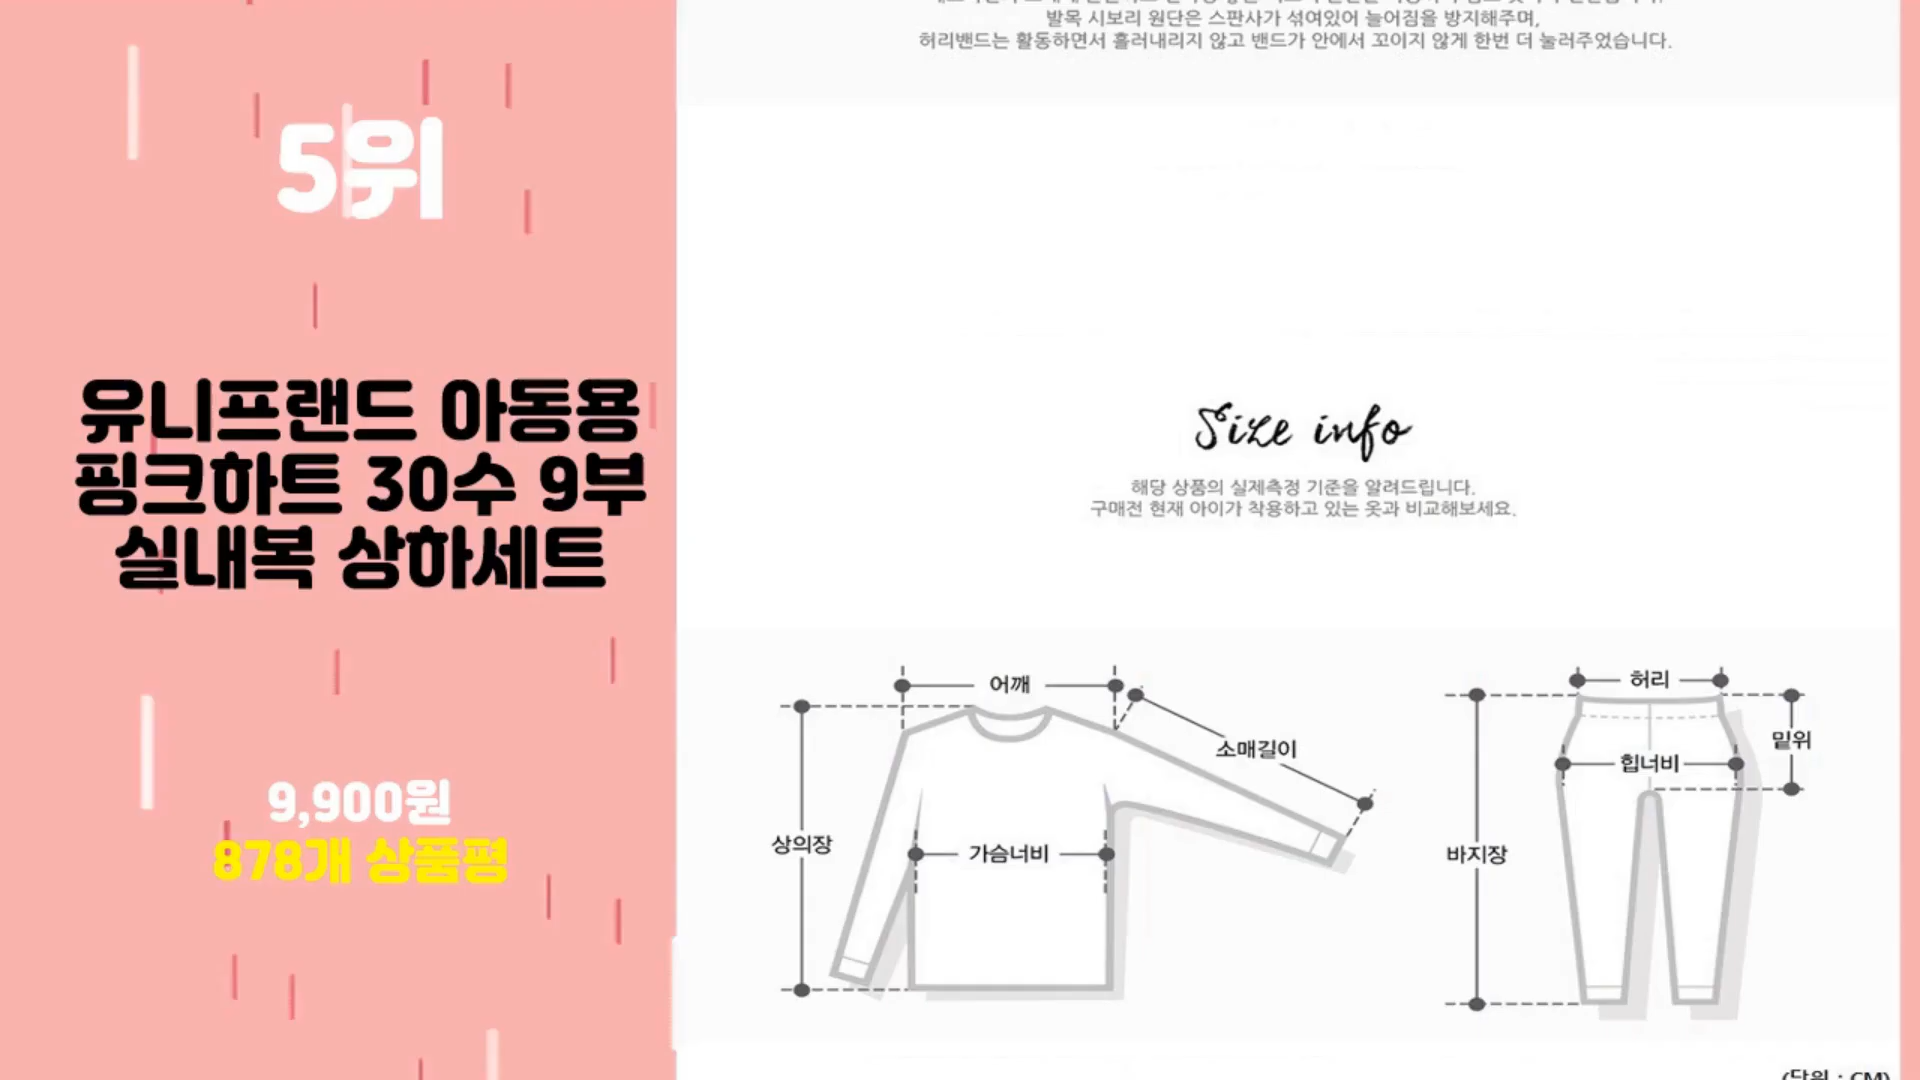 5위
유니프랜드 아동용
핑크하트 30수 9부
실내복 상하세트
9,900원
878개 상품평
발목 시보리 원단은 스판사가 섞여있어 늘어짐을 방지해주며,
허리밴드는 활동하면서 흘러내리지 않고 밴드가 안에서 꼬이지 않게 한번 더 눌러주었습니다.
Size info
해당 상품의 실제측정 기준을 알려드립니다.
구매전 현재 아이가 착용하고 있는 옷과 비교해보세요.
어깨
소매길이
상의장
가슴너비
허리
밑위
힙너비
바지장
(단위 : CM)